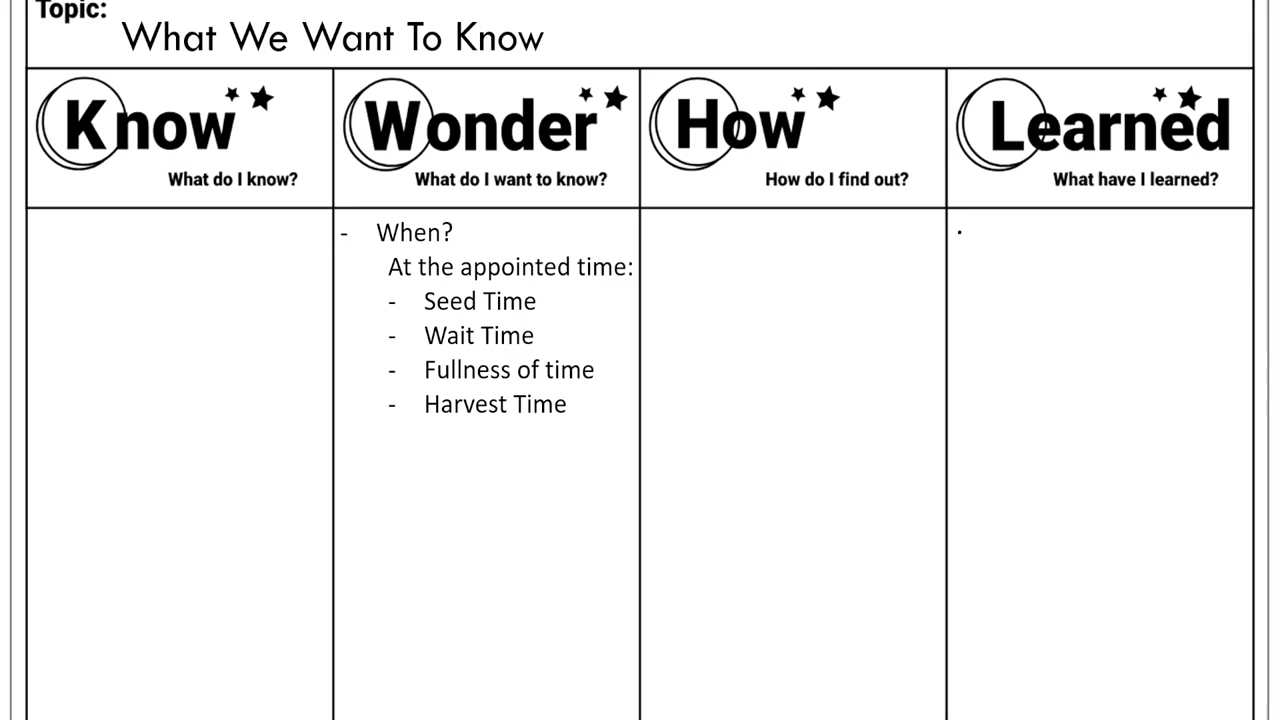 Topic:
What We Want To Know
Know
What do I know?
Wonder
What do I want to know?
How
How do I find out?
Learned
What have I learned?
- When?
At the appointed time:
- Seed Time
- Wait Time
- Fullness of time
- Harvest Time
·